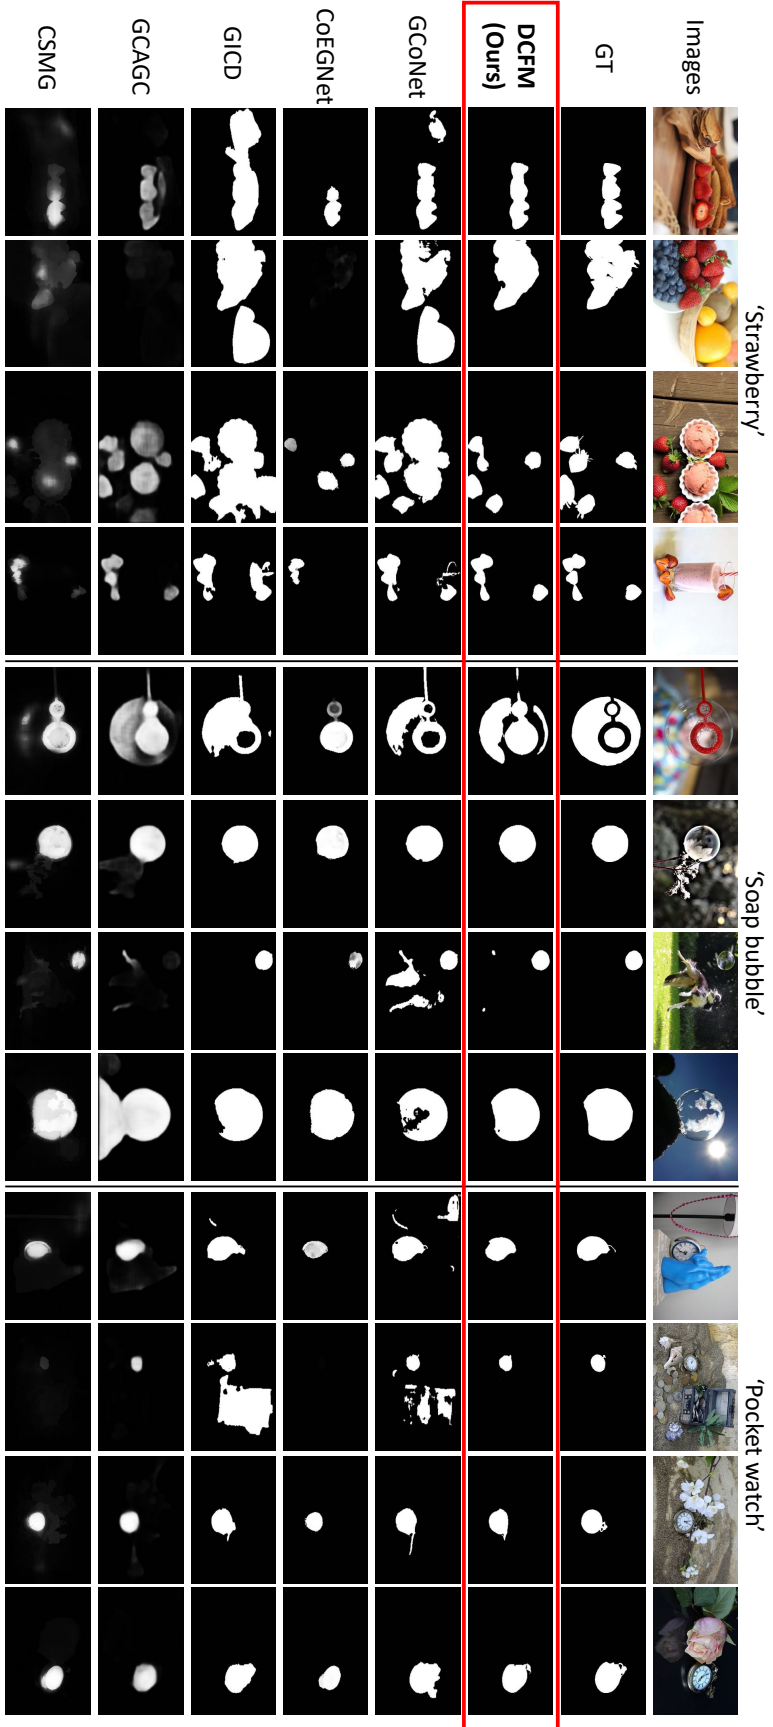 'Strawberry'
'Soap bubble'
'Pocket watch'
Images
GT
DCFM
(Ours)
GCoNet
CoEGNet
GICD
GCAGC
CSMG